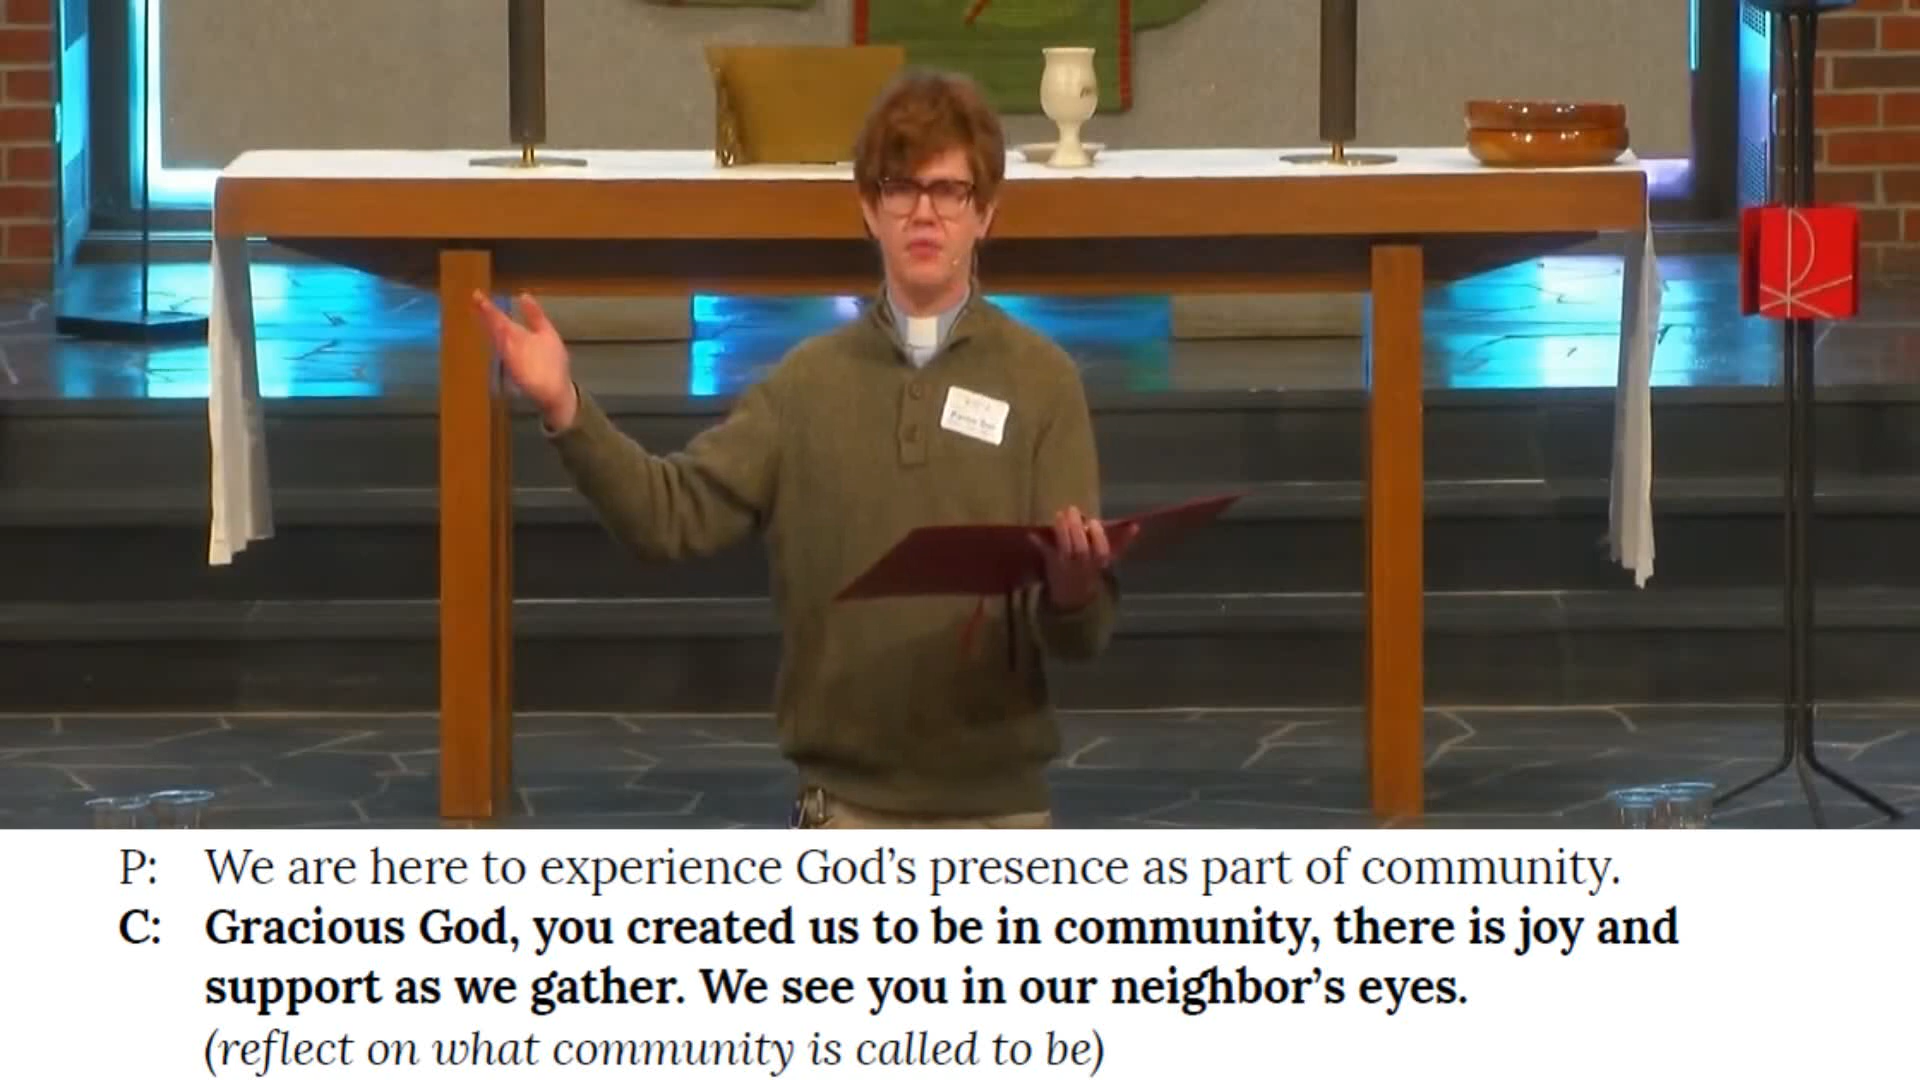 P: We are here to experience God's presence as part of community.
C: Gracious God, you created us to be in community, there is joy and
support as we gather. We see you in our neighbor's eyes.
(reflect on what community is called to be)